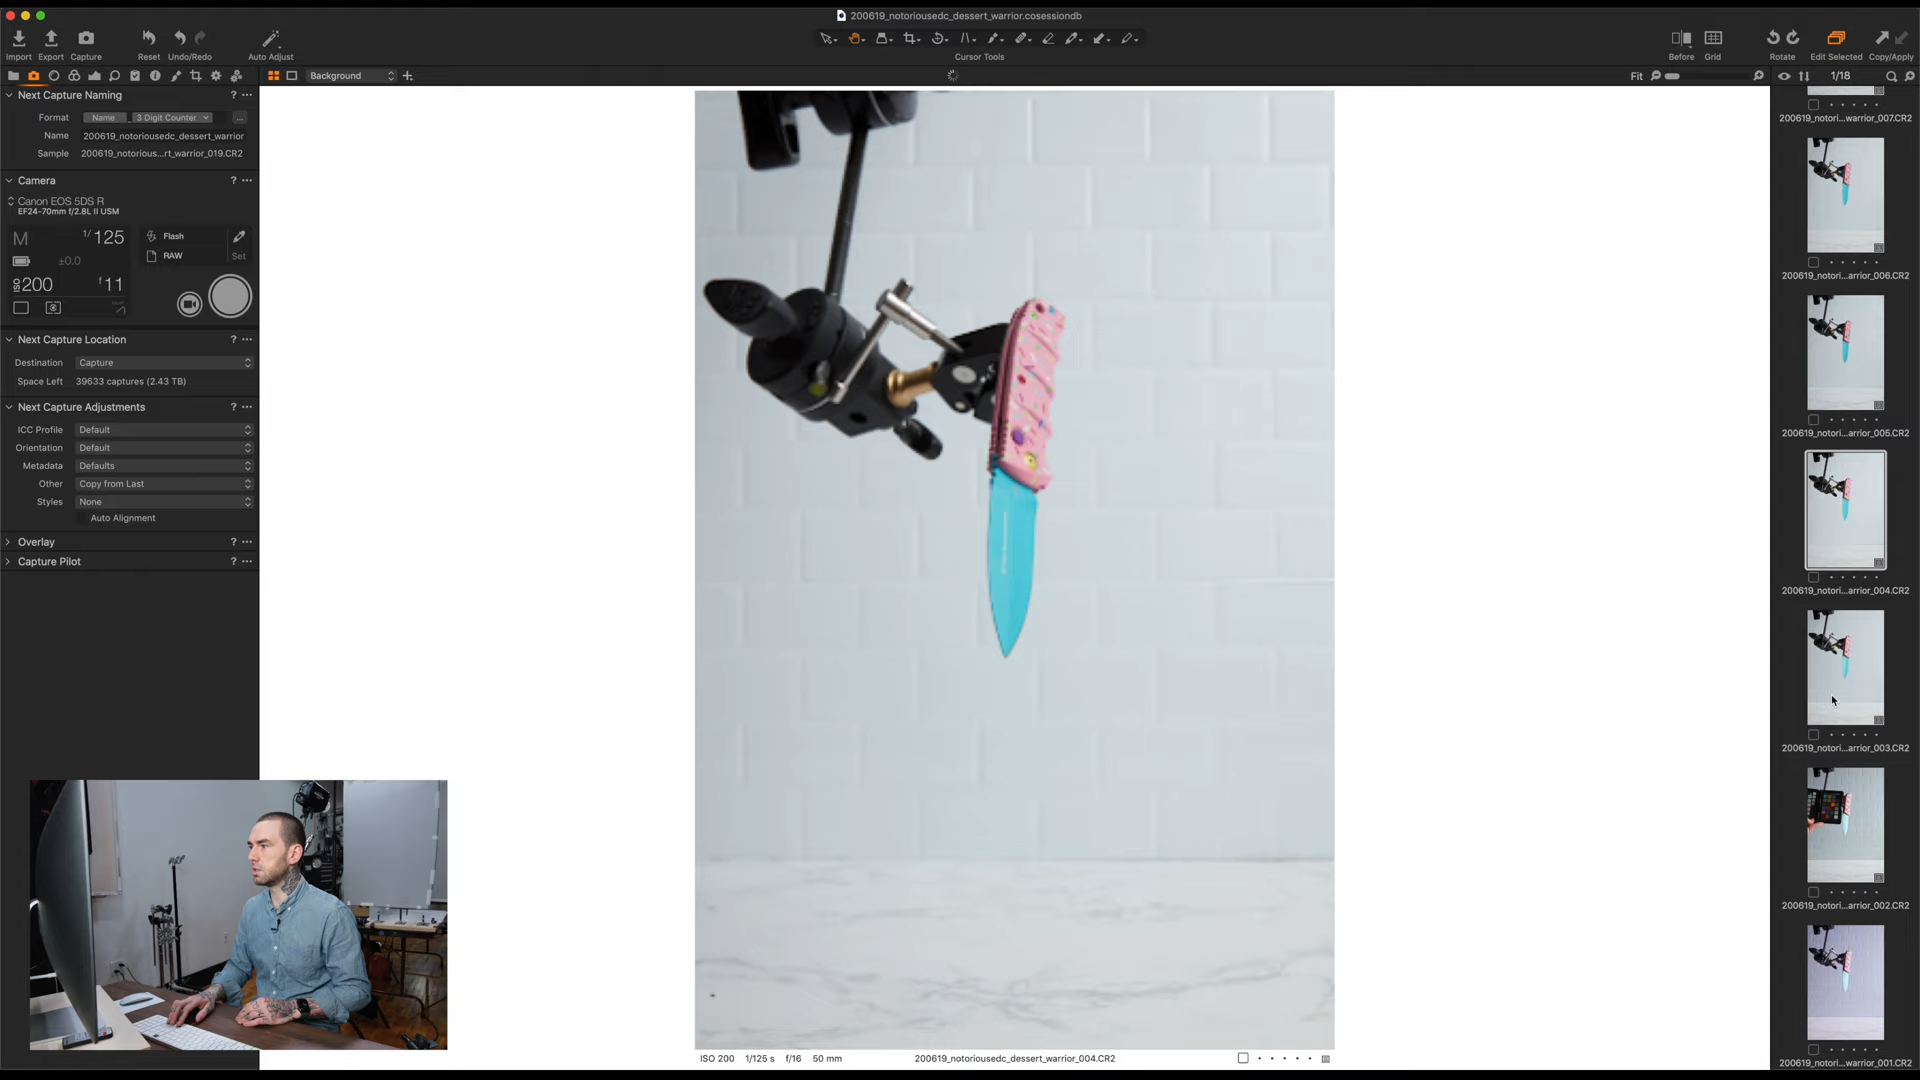 200619_notoriousedc_dessert_warrior.cosessiondb
Import Export Capture Reset Undo/Redo Auto Adjust Cursor Tools Before Grid Rotate Edit Selected Copy/Apply
Background Fit 1/18
Next Capture Naming ? ...
Format Name _ 3 Digit Counter ...
Name 200619_notoriousedc_dessert_warrior
Sample 200619_notorious...rt_warrior_019.CR2
Camera ? ...
Canon EOS 5DS R
EF24-70mm f/2.8L II USM
M 1/ 125 Flash
±0.0 RAW Set
ISO 200 f 11
Next Capture Location ? ...
Destination Capture
Space Left 39633 captures (2.43 TB)
Next Capture Adjustments ? ...
ICC Profile Default
Orientation Default
Metadata Defaults
Other Copy from Last
Styles None
Auto Alignment
Overlay ? ...
Capture Pilot ? ...
200619_notori...warrior_007.CR2
200619_notori...arrior_006.CR2
200619_notori...arrior_005.CR2
200619_notori...arrior_004.CR2
200619_notori...arrior_003.CR2
200619_notori...arrior_002.CR2
200619_notori...warrior_001.CR2
ISO 200 1/125 s f/16 50 mm 200619_notoriousedc_dessert_warrior_004.CR2